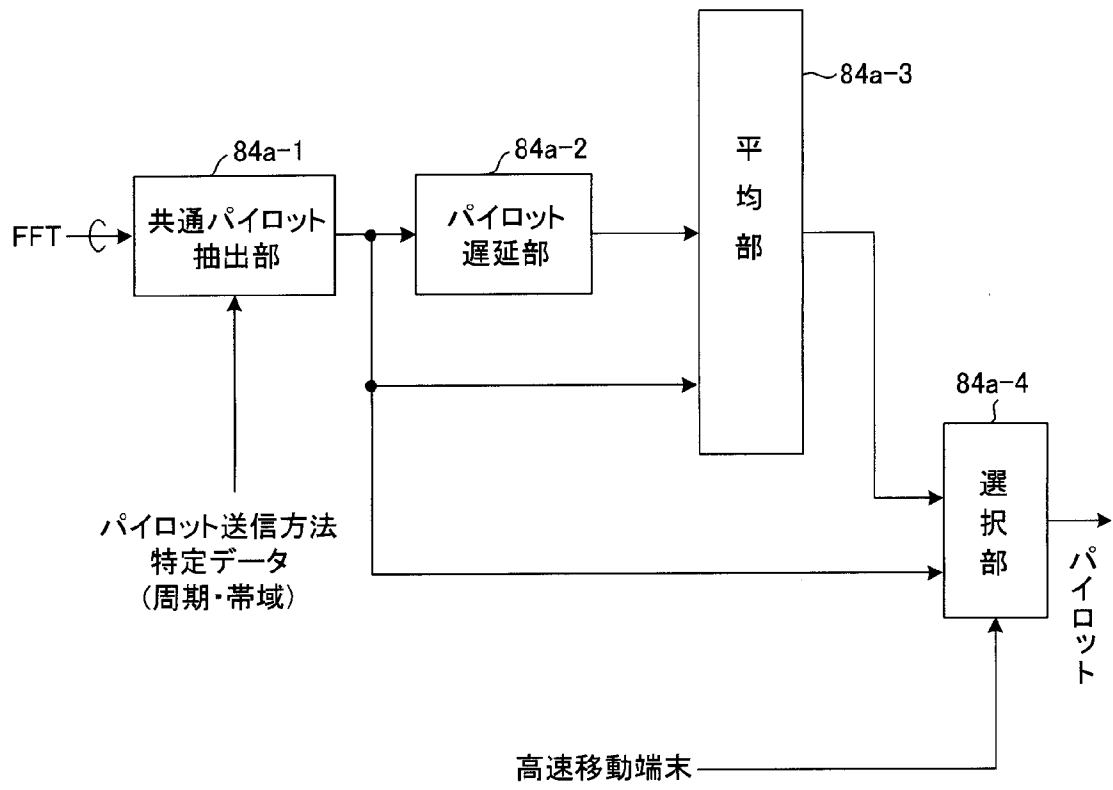 84a-3
84a-1
84a-2
平均部
FFT
共通パイロット
抽出部
パイロット
遅延部
84a-4
選択部
パイロット送信方法
特定データ
(周期・帯域)
パイロット
高速移動端末